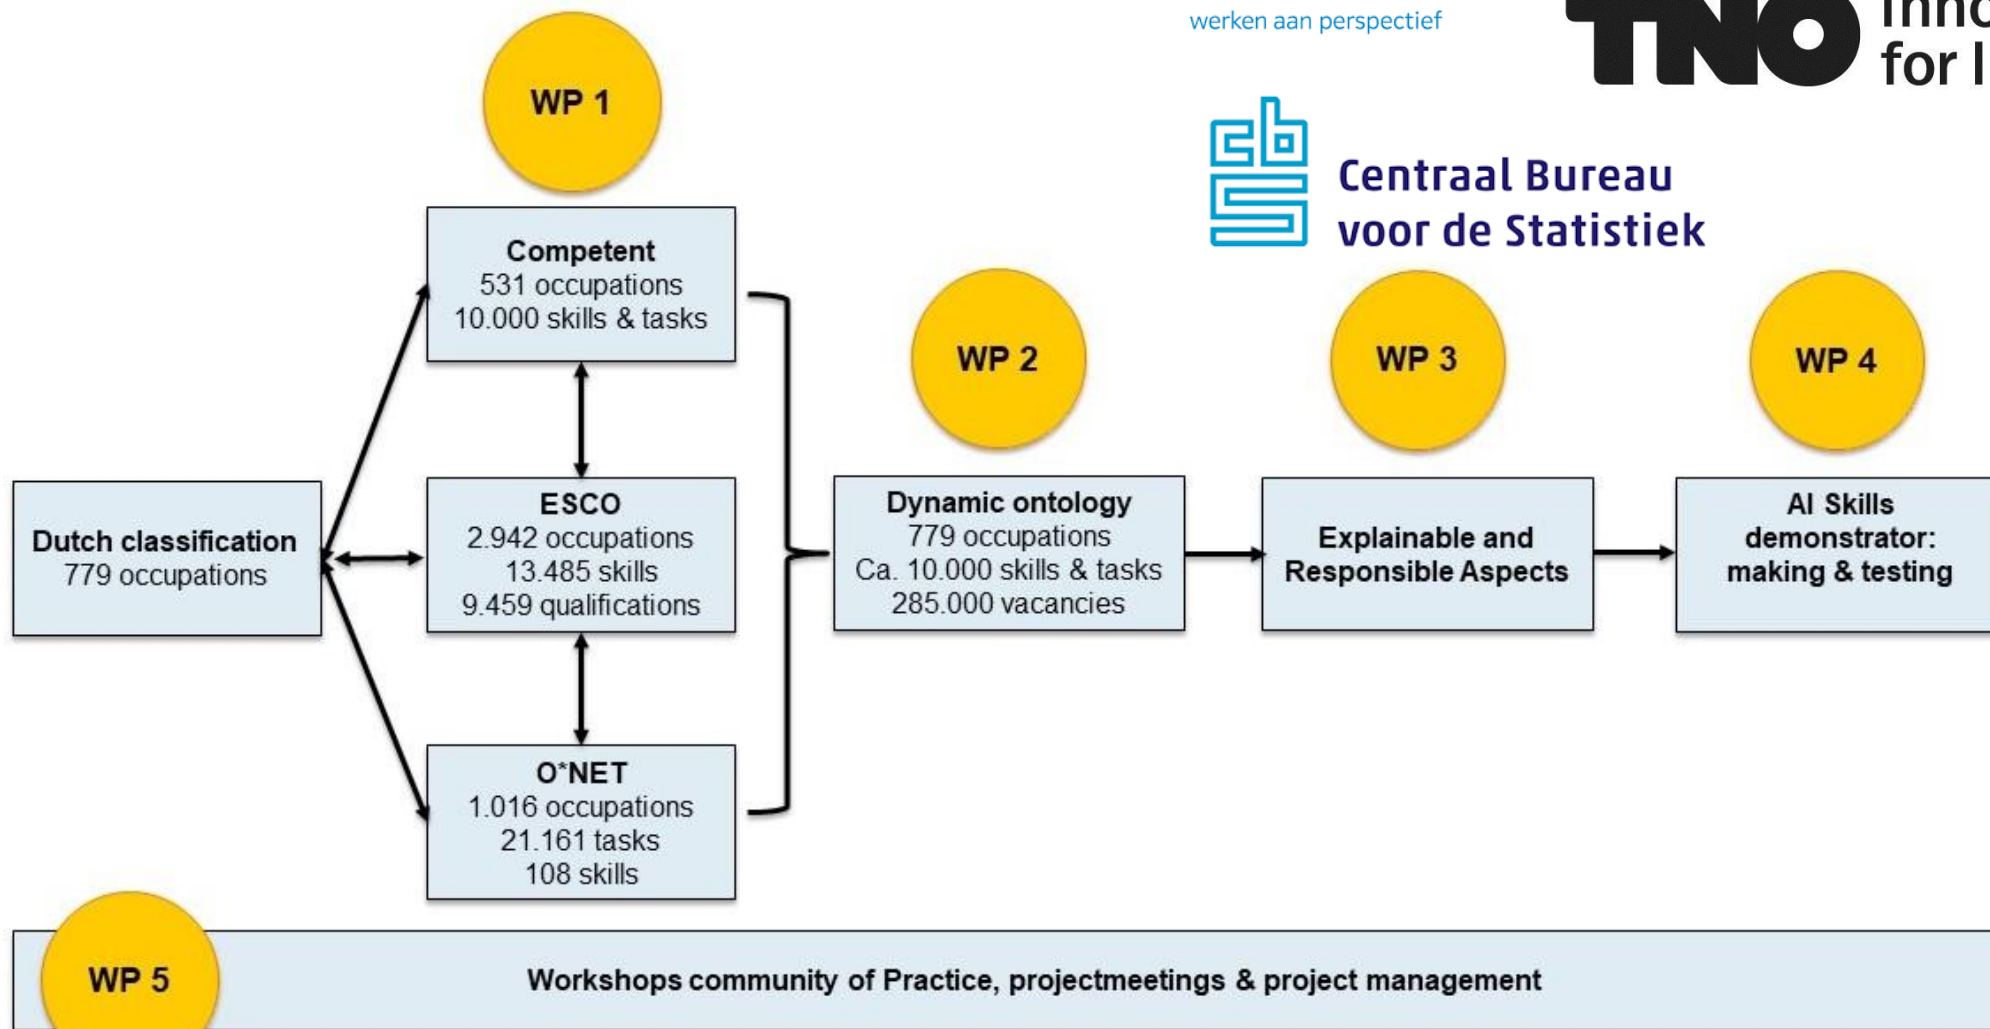 werken aan perspectief
TNO
for
Centraal Bureau
voor de Statistiek
WP 1
Competent
531 occupations
10.000 skills & tasks
WP 2
WP 3
WP 4
Dutch classification
779 occupations
ESCO
2.942 occupations
13.485 skills
9.459 qualifications
Dynamic ontology
779 occupations
Ca. 10.000 skills & tasks
285.000 vacancies
Explainable and
Responsible Aspects
AI Skills
demonstrator:
making & testing
O*NET
1.016 occupations
21.161 tasks
108 skills
WP 5
Workshops community of Practice, projectmeetings & project management